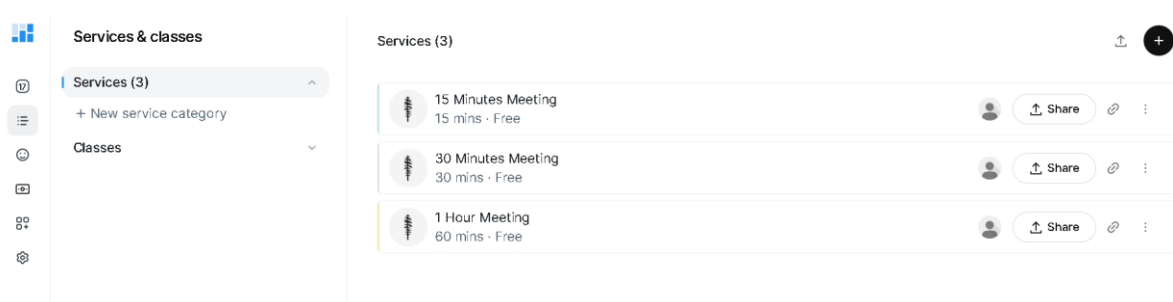 Services & classes
Services (3)
+ New service category
Classes
Services (3)
15 Minutes Meeting
15 mins · Free
Share
30 Minutes Meeting
30 mins · Free
Share
1 Hour Meeting
60 mins · Free
Share